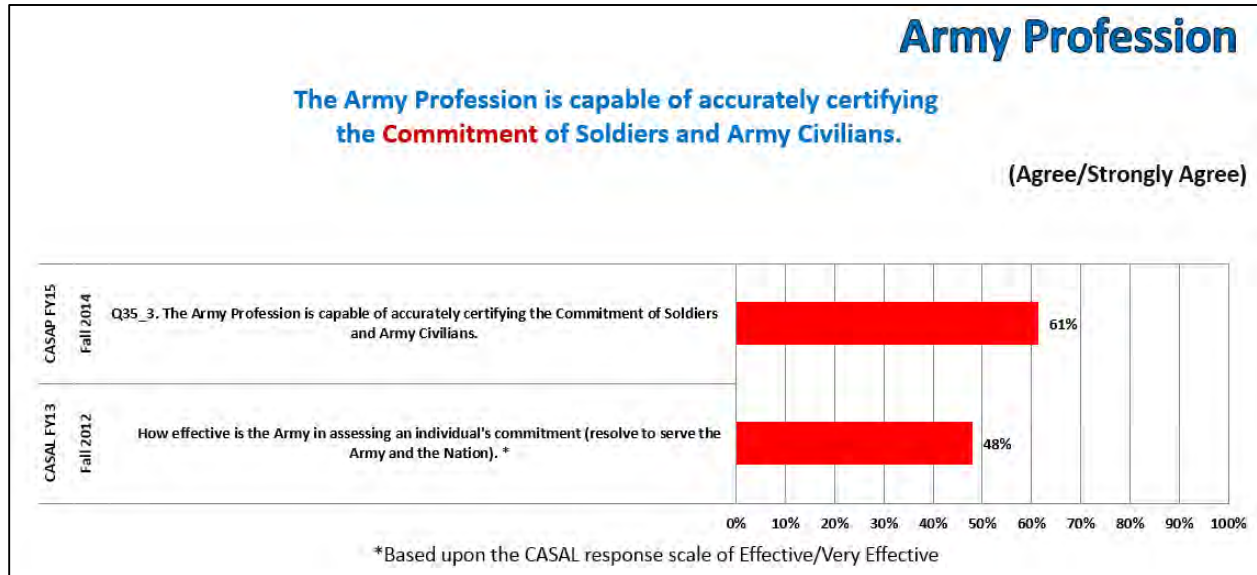 Army Profession
The Army Profession is capable of accurately certifying
the Commitment of Soldiers and Army Civilians.
(Agree/Strongly Agree)
CASAP FY15
Fall 2014
Q35_3. The Army Profession is capable of accurately certifying the Commitment of Soldiers
and Army Civilians.
61%
CASAL FY13
Fall 2012
How effective is the Army in assessing an individual's commitment (resolve to serve the
Army and the Nation). *
48%
0% 10% 20% 30% 40% 50% 60% 70% 80% 90% 100%
*Based upon the CASAL response scale of Effective/Very Effective